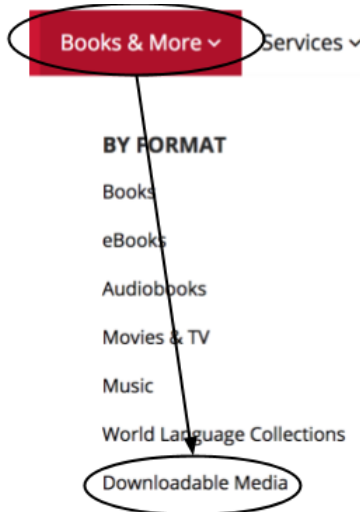 Books & More Services
BY FORMAT
Books
eBooks
Audiobooks
Movies & TV
Music
World Language Collections
Downloadable Media